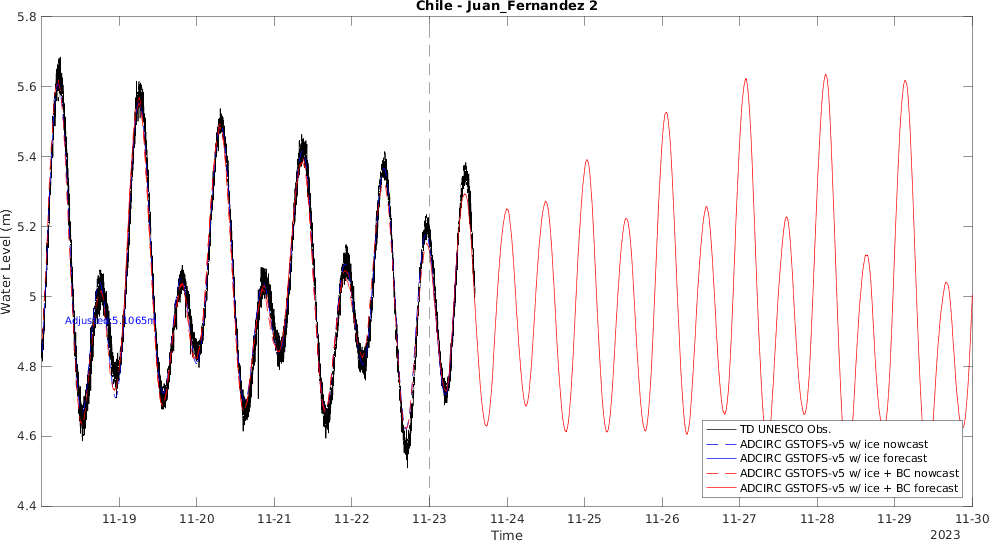 Chile - Juan_Fernandez 2
5.8
5.6
5.4
5.2
5
4.8
4.6
4.4
Water Level (m)
Adjusted:5.1065m
TD UNESCO Obs.
ADCIRC GSTOFS-v5 w/ ice nowcast
ADCIRC GSTOFS-v5 w/ ice forecast
ADCIRC GSTOFS-v5 w/ ice + BC nowcast
ADCIRC GSTOFS-v5 w/ ice + BC forecast
11-19 11-20 11-21 11-22 11-23 11-24 11-25 11-26 11-27 11-28 11-29 11-30
Time
2023